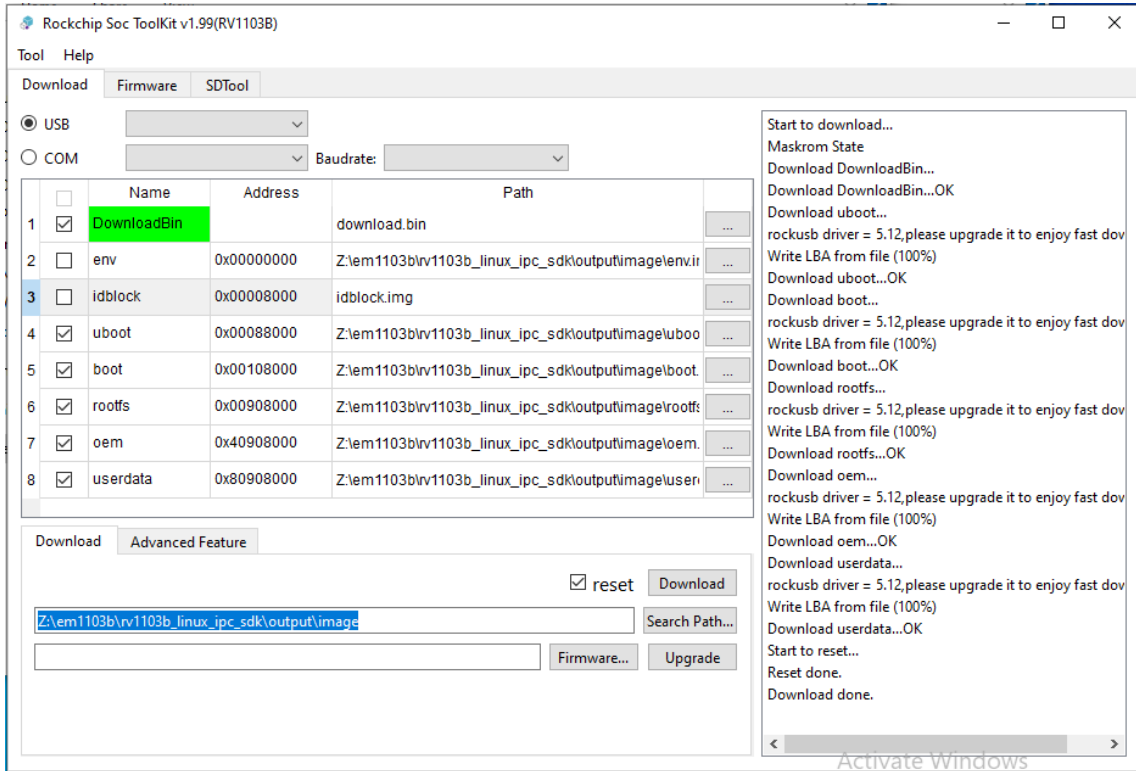 Rockchip Soc ToolKit v1.99(RV1103B)
Tool Help
Download Firmware SDTool
USB
COM Baudrate:
Name Address Path
1 DownloadBin download.bin ...
2 env 0x00000000 Z:\em1103b\rv1103b_linux_ipc_sdk\output\image\env.ir ...
3 idblock 0x00008000 idblock.img ...
4 uboot 0x00088000 Z:\em1103b\rv1103b_linux_ipc_sdk\output\image\uboo ...
5 boot 0x00108000 Z:\em1103b\rv1103b_linux_ipc_sdk\output\image\boot. ...
6 rootfs 0x00908000 Z:\em1103b\rv1103b_linux_ipc_sdk\output\image\rootfs ...
7 oem 0x40908000 Z:\em1103b\rv1103b_linux_ipc_sdk\output\image\oem. ...
8 userdata 0x80908000 Z:\em1103b\rv1103b_linux_ipc_sdk\output\image\user ...
Download Advanced Feature
reset Download
Z:\em1103b\rv1103b_linux_ipc_sdk\output\image Search Path...
Firmware... Upgrade
Start to download...
Maskrom State
Download DownloadBin...
Download DownloadBin...OK
Download uboot...
rockusb driver = 5.12,please upgrade it to enjoy fast dov
Write LBA from file (100%)
Download uboot...OK
Download boot...
rockusb driver = 5.12,please upgrade it to enjoy fast dov
Write LBA from file (100%)
Download boot...OK
Download rootfs...
rockusb driver = 5.12,please upgrade it to enjoy fast dov
Write LBA from file (100%)
Download rootfs...OK
Download oem...
rockusb driver = 5.12,please upgrade it to enjoy fast dov
Write LBA from file (100%)
Download oem...OK
Download userdata...
rockusb driver = 5.12,please upgrade it to enjoy fast dov
Write LBA from file (100%)
Download userdata...OK
Start to reset...
Reset done.
Download done.
Activate Windows